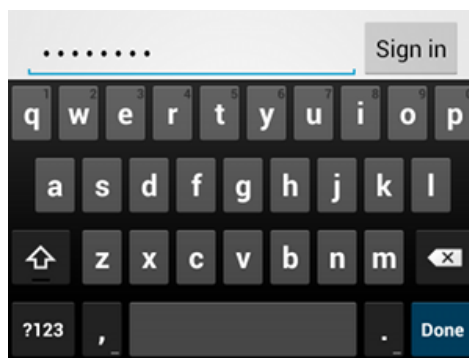 ........ Sign in
1 2 3 4 5 6 7 8 9
q w e r t y u i o p
a s d f g h j k l
z x c v b n m
?123 , . Done